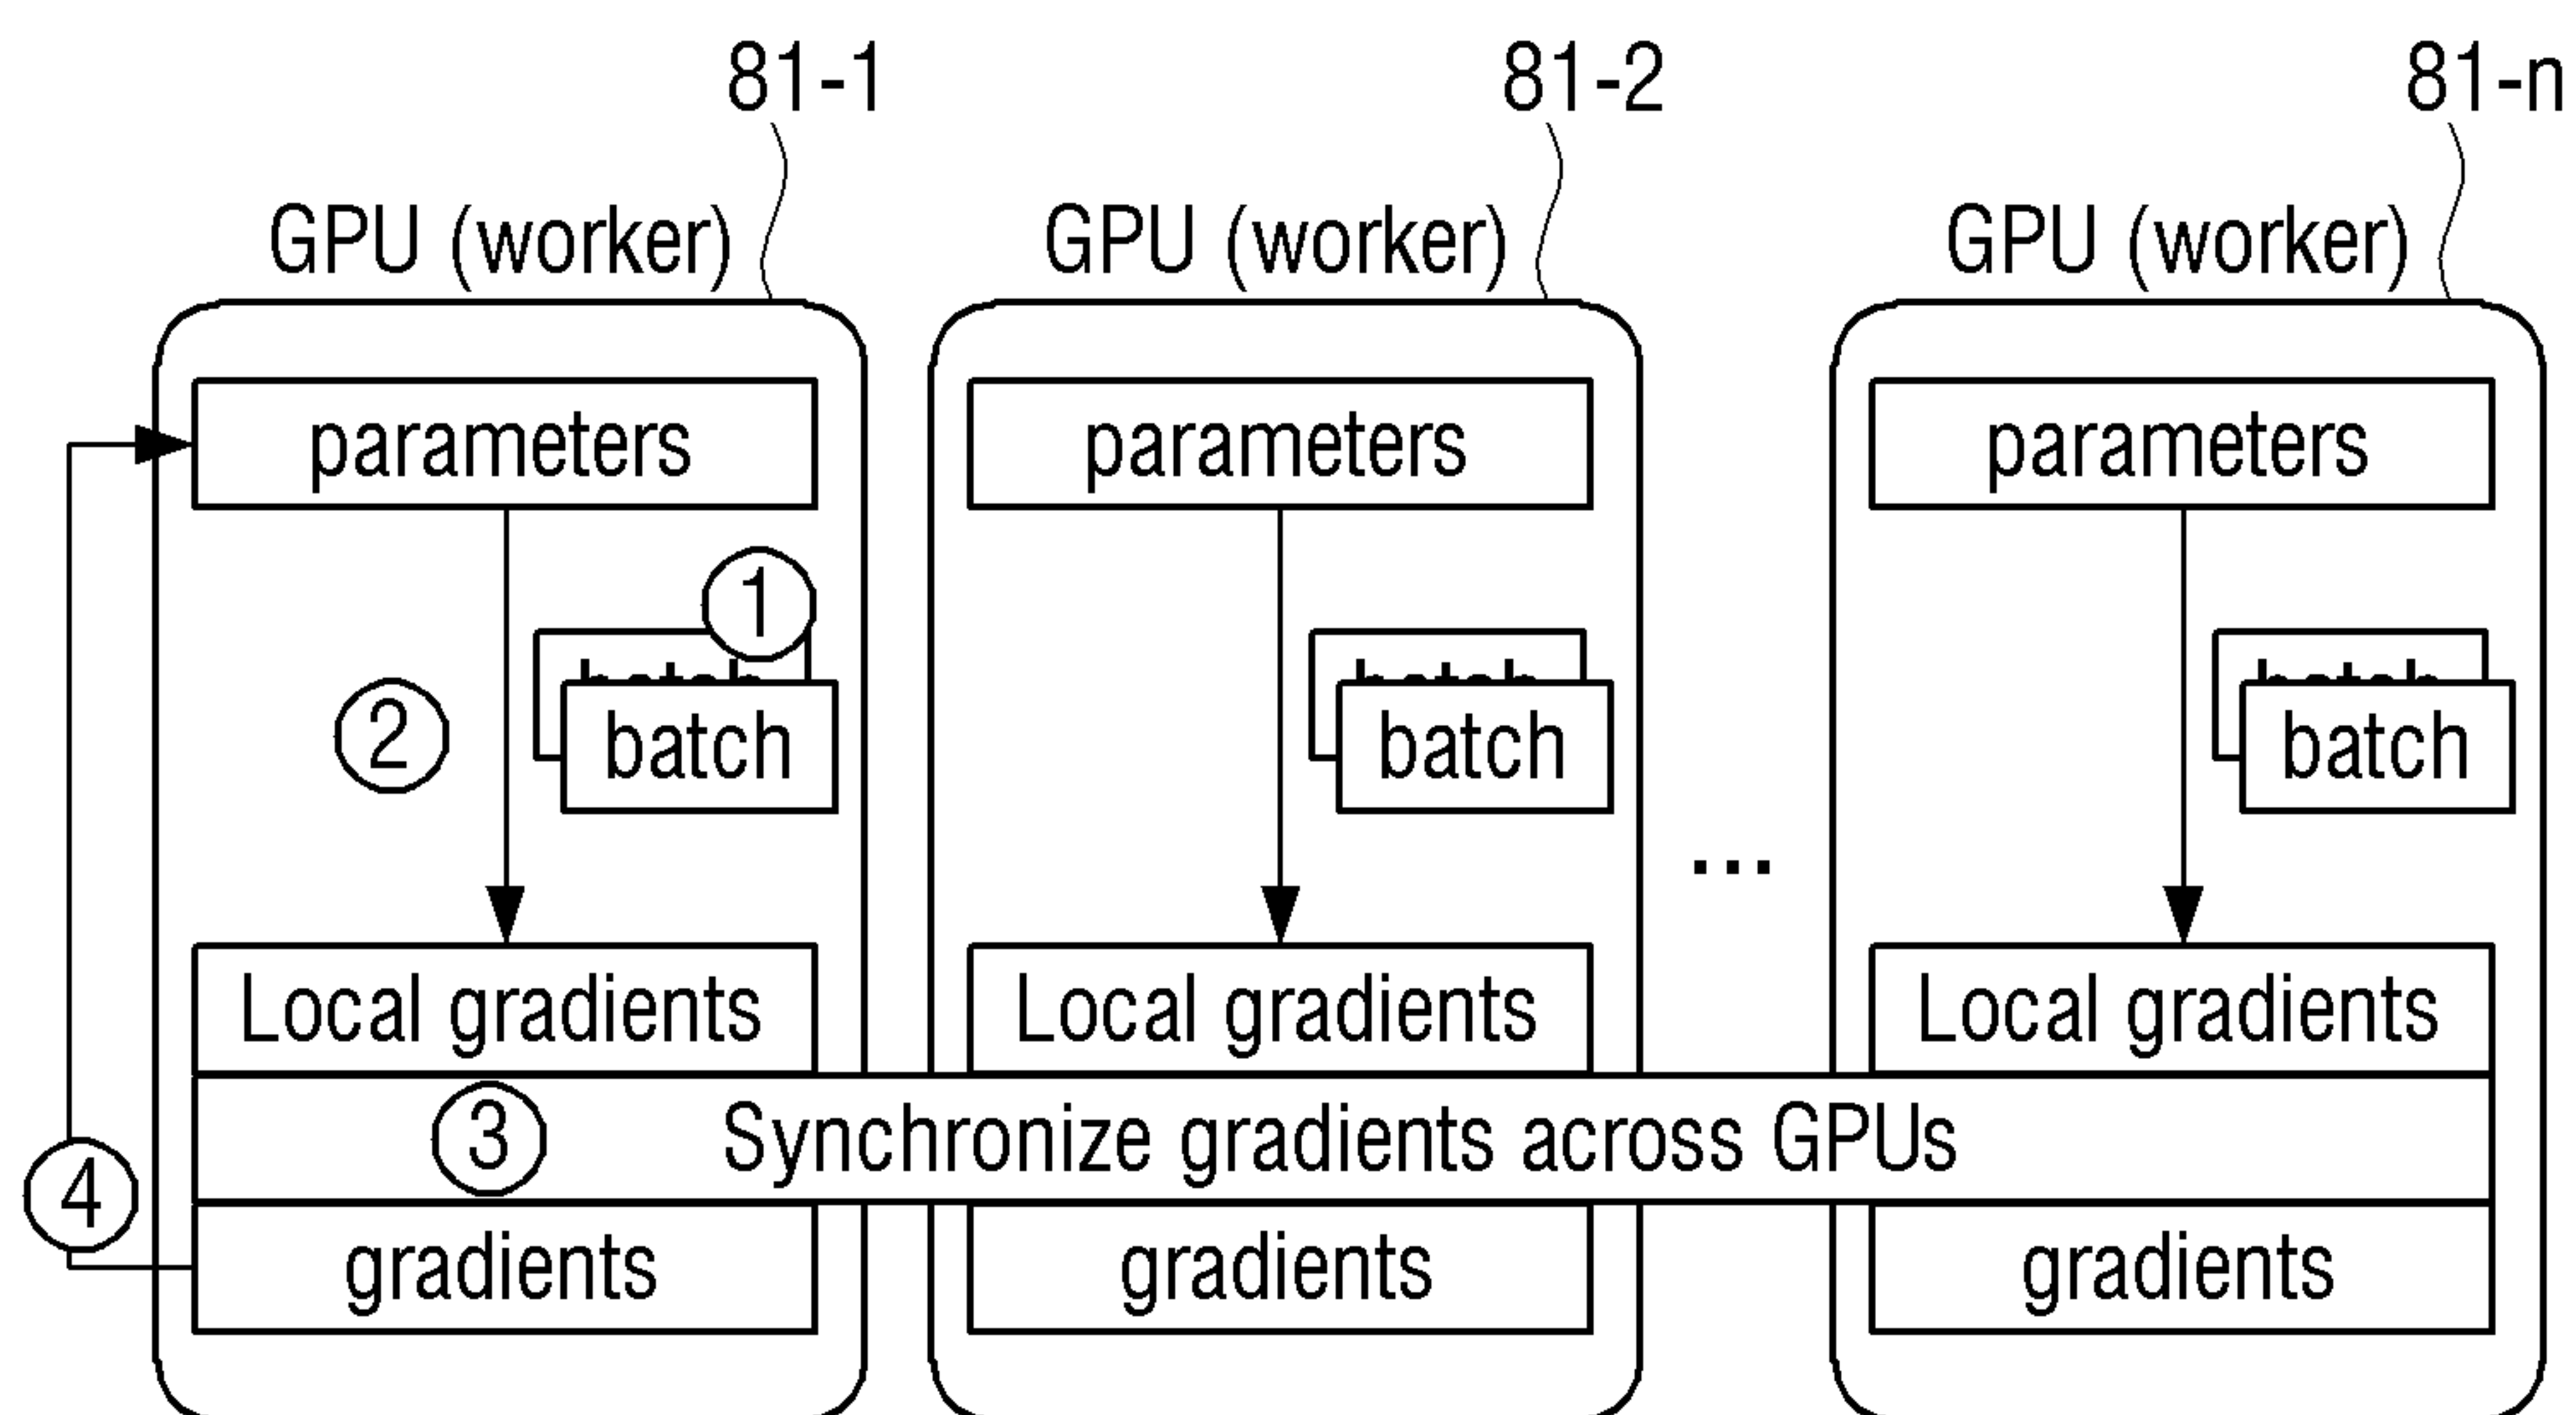 81-1 81-2 81-n
GPU (worker) GPU (worker) GPU (worker)
parameters parameters parameters
1
2 batch batch batch
...
Local gradients Local gradients Local gradients
3 Synchronize gradients across GPUs
4
gradients gradients gradients